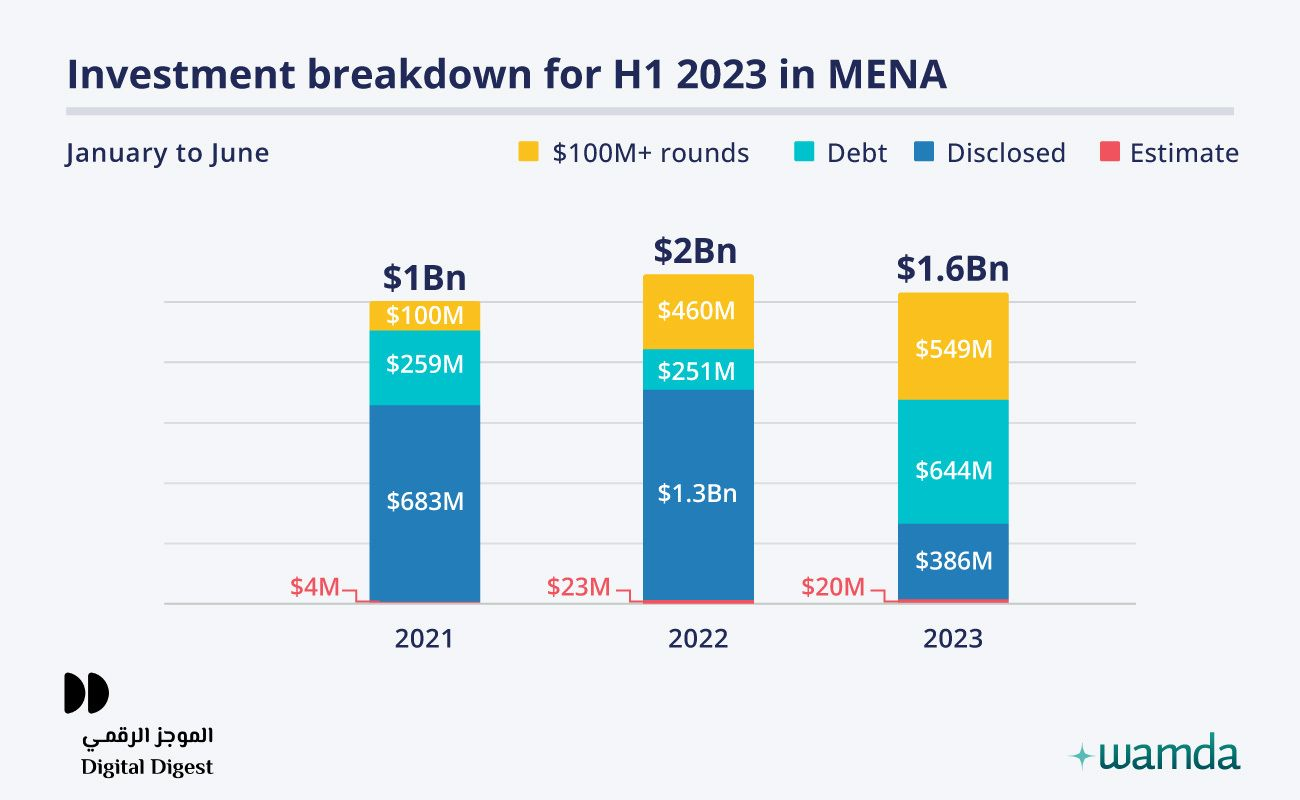 Investment breakdown for H1 2023 in MENA
January to June
$100M+ rounds
Debt
Disclosed
Estimate
$1Bn
$100M
$259M
$683M
$4M
2021
$2Bn
$460M
$251M
$1.3Bn
$23M
2022
$1.6Bn
$549M
$644M
$386M
$20M
2023
الموجز الرقمي
Digital Digest
wamda